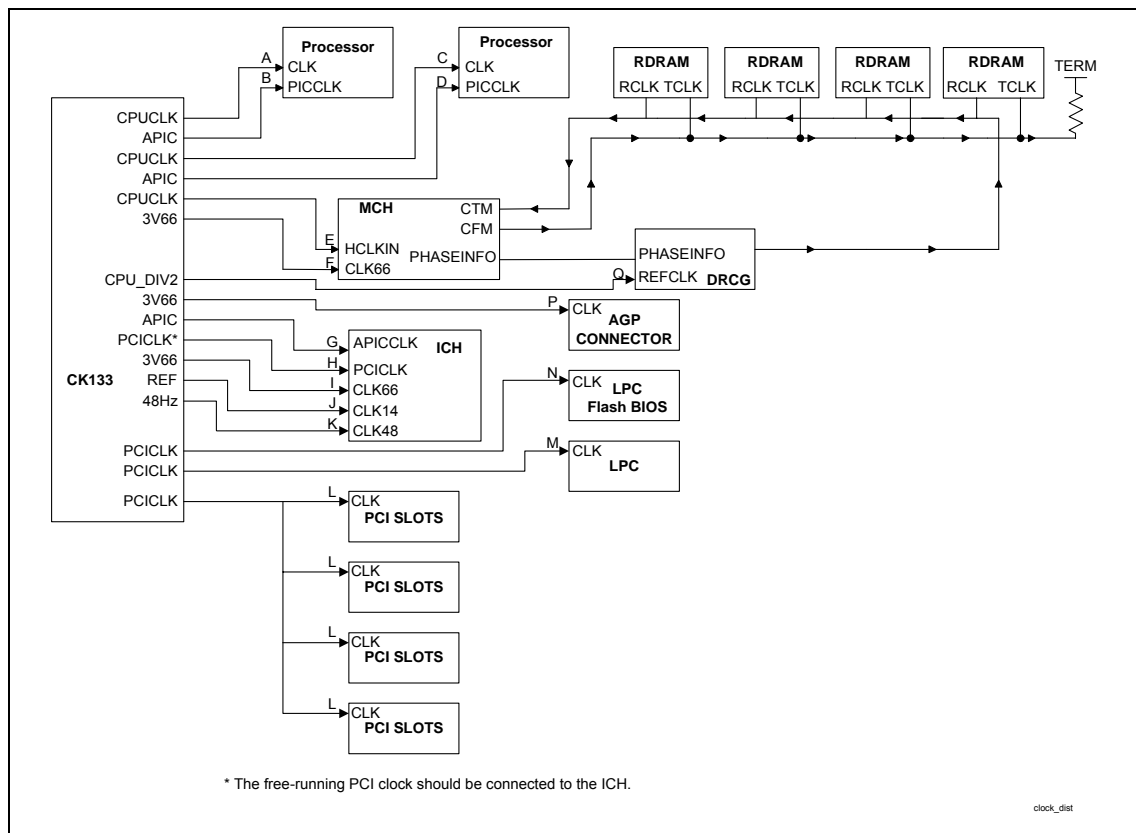 Processor
A
CLK
B
PICCLK
Processor
C
CLK
D
PICCLK
RDRAM
RCLK TCLK
RDRAM
RCLK TCLK
RDRAM
RCLK TCLK
RDRAM
RCLK TCLK
TERM
CPUCLK
APIC
CPUCLK
APIC
CPUCLK
3V66
CPU_DIV2
3V66
APIC
PCICLK*
3V66
REF
48Hz
PCICLK
PCICLK
PCICLK
CK133
MCH
CTM
CFM
E
HCLKIN
PHASEINFO
F
CLK66
PHASEINFO
Q
REFCLK
DRCG
P
CLK
AGP
CONNECTOR
G
APICCLK
ICH
H
PCICLK
I
CLK66
J
CLK14
K
CLK48
N
CLK
LPC
Flash BIOS
M
CLK
LPC
L
CLK
PCI SLOTS
L
CLK
PCI SLOTS
L
CLK
PCI SLOTS
L
CLK
PCI SLOTS
* The free-running PCI clock should be connected to the ICH.
clock_dist